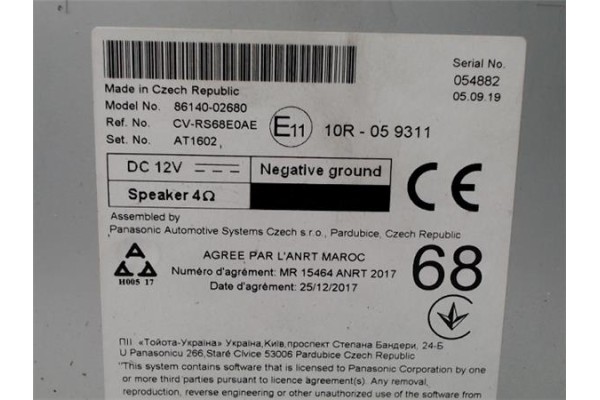 Serial No.
054882
05.09.19
Made in Czech Republic
Model No. 86140-02680
Ref. No. CV-RS68E0AE
Set. No. AT1602
E11 10R - 05 9311
DC 12V Negative ground
Speaker 4Ω
CE
Assembled by
Panasonic Automotive Systems Czech s.r.o., Pardubice, Czech Republic
H005 17
AGREE PAR L'ANRT MAROC
Numéro d'agrément: MR 15464 ANRT 2017
Date d'agrément: 25/12/2017
68
ПІІ «Тойота-Україна» Україна,Київ,проспект Степана Бандери, 24-Б
U Panasonicu 266,Staré Cívice 53006 Pardubice Czech Republic
"This system contains software that is licensed to Panasonic Corporation by one
or more third parties pursuant to licence agreement(s). Any removal,
reproduction, reverse engineering or other unauthorized use of the software from